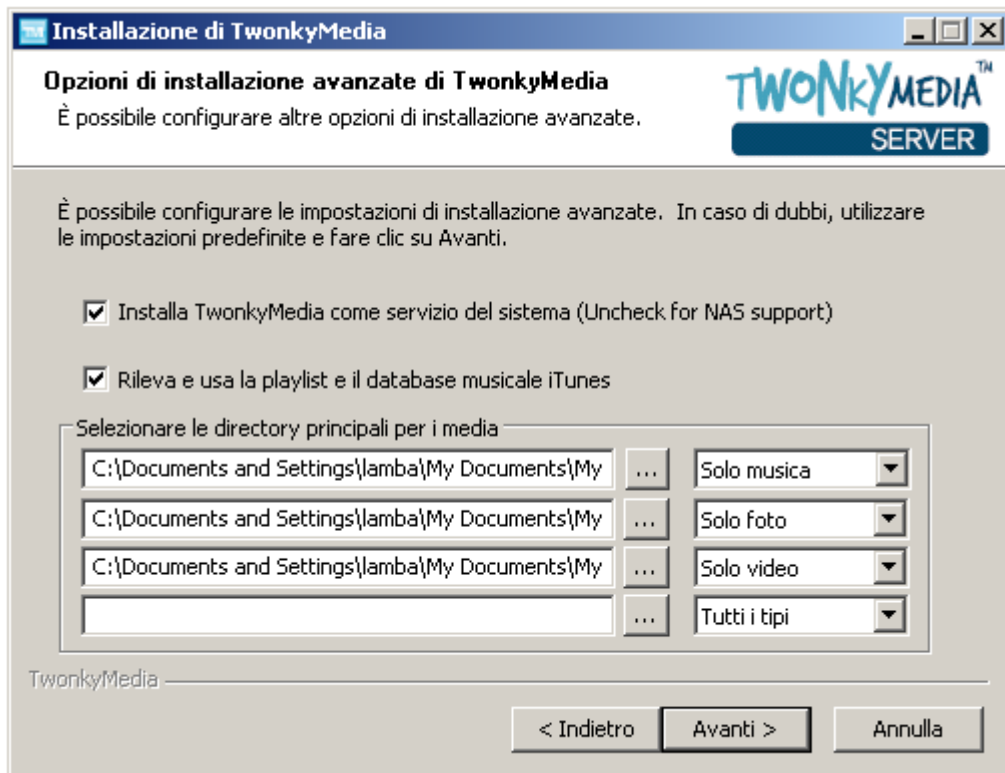 Installazione di TwonkyMedia
Opzioni di installazione avanzate di TwonkyMedia
È possibile configurare altre opzioni di installazione avanzate.
TWONKYMEDIA™
SERVER
È possibile configurare le impostazioni di installazione avanzate. In caso di dubbi, utilizzare
le impostazioni predefinite e fare clic su Avanti.
Installa TwonkyMedia come servizio del sistema (Uncheck for NAS support)
Rileva e usa la playlist e il database musicale iTunes
Selezionare le directory principali per i media
C:\Documents and Settings\lamba\My Documents\My ... Solo musica
C:\Documents and Settings\lamba\My Documents\My ... Solo foto
C:\Documents and Settings\lamba\My Documents\My ... Solo video
... Tutti i tipi
TwonkyMedia
< Indietro Avanti > Annulla